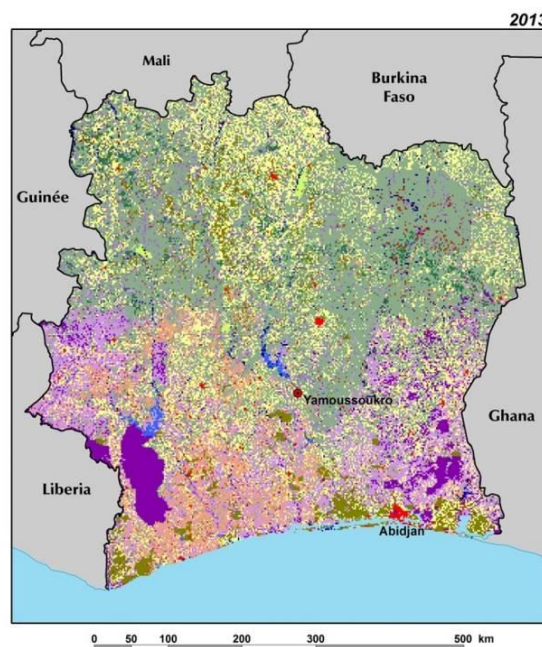 2013
Mali
Burkina
Faso
Guinée
Yamoussoukro
Ghana
Liberia
Abidjan
0 50 100 200 300 500 km